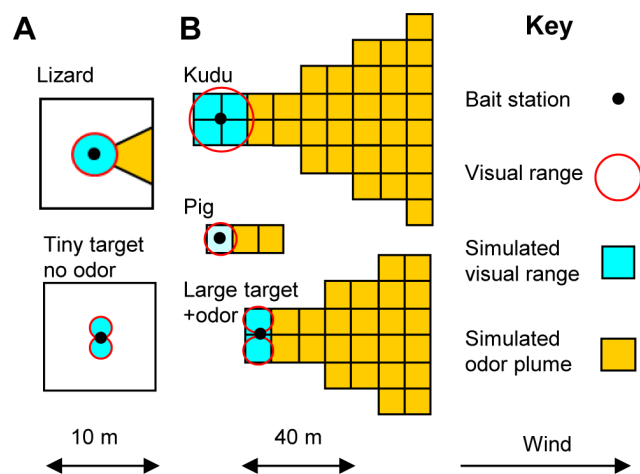 A
B
Key
Lizard
Kudu
Bait station
Visual range
Pig
Tiny target
no odor
Large target
+odor
Simulated
visual range
Simulated
odor plume
10 m
40 m
Wind